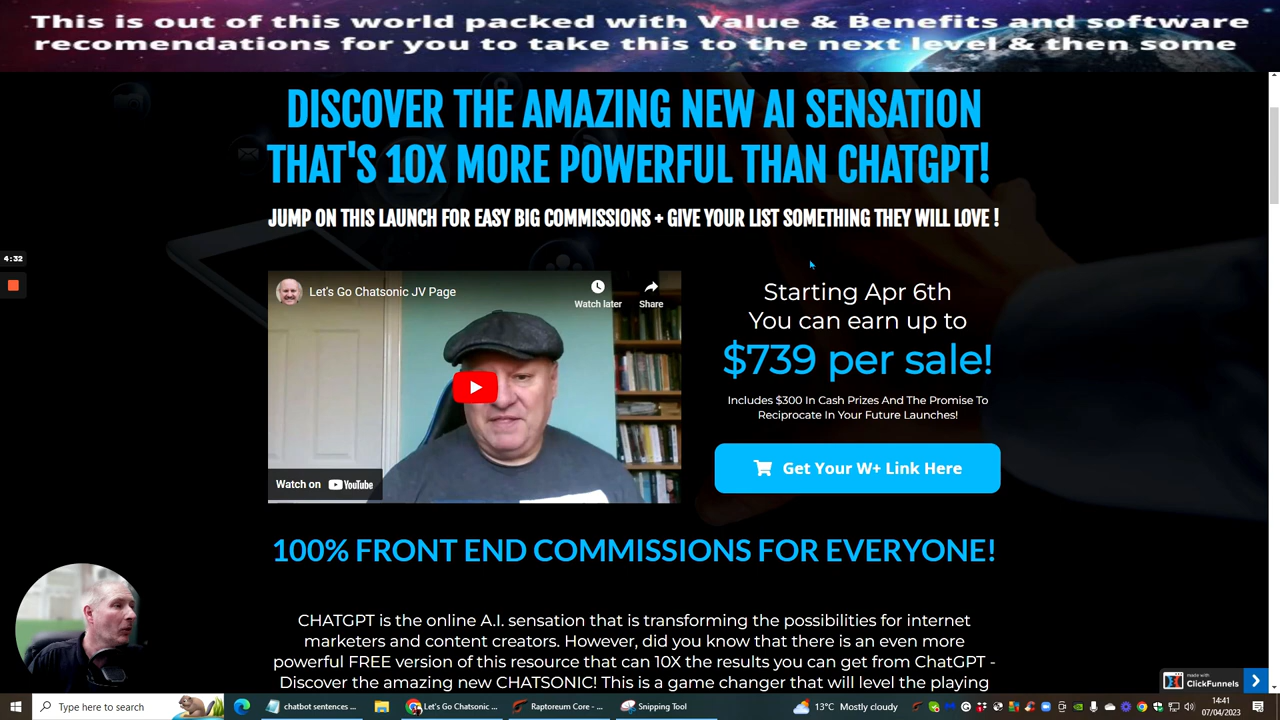 This is out of this world packed with Value & Benefits and software
recomendations for you to take this to the next level & then some
DISCOVER THE AMAZING NEW AI SENSATION
THAT'S 10X MORE POWERFUL THAN CHATGPT!
JUMP ON THIS LAUNCH FOR EASY BIG COMMISSIONS + GIVE YOUR LIST SOMETHING THEY WILL LOVE !
4:32
Let's Go Chatsonic JV Page
Watch later
Share
Watch on YouTube
Starting Apr 6th
You can earn up to
$739 per sale!
Includes $300 In Cash Prizes And The Promise To
Reciprocate In Your Future Launches!
Get Your W+ Link Here
100% FRONT END COMMISSIONS FOR EVERYONE!
CHATGPT is the online A.I. sensation that is transforming the possibilities for internet
marketers and content creators. However, did you know that there is an even more
powerful FREE version of this resource that can 10X the results you can get from ChatGPT -
Discover the amazing new CHATSONIC! This is a game changer that will level the playing
made with
ClickFunnels
Type here to search
chatbot sentences ...
Let's Go Chatsonic ...
Raptoreum Core - ...
Snipping Tool
13°C Mostly cloudy
14:41
07/04/2023